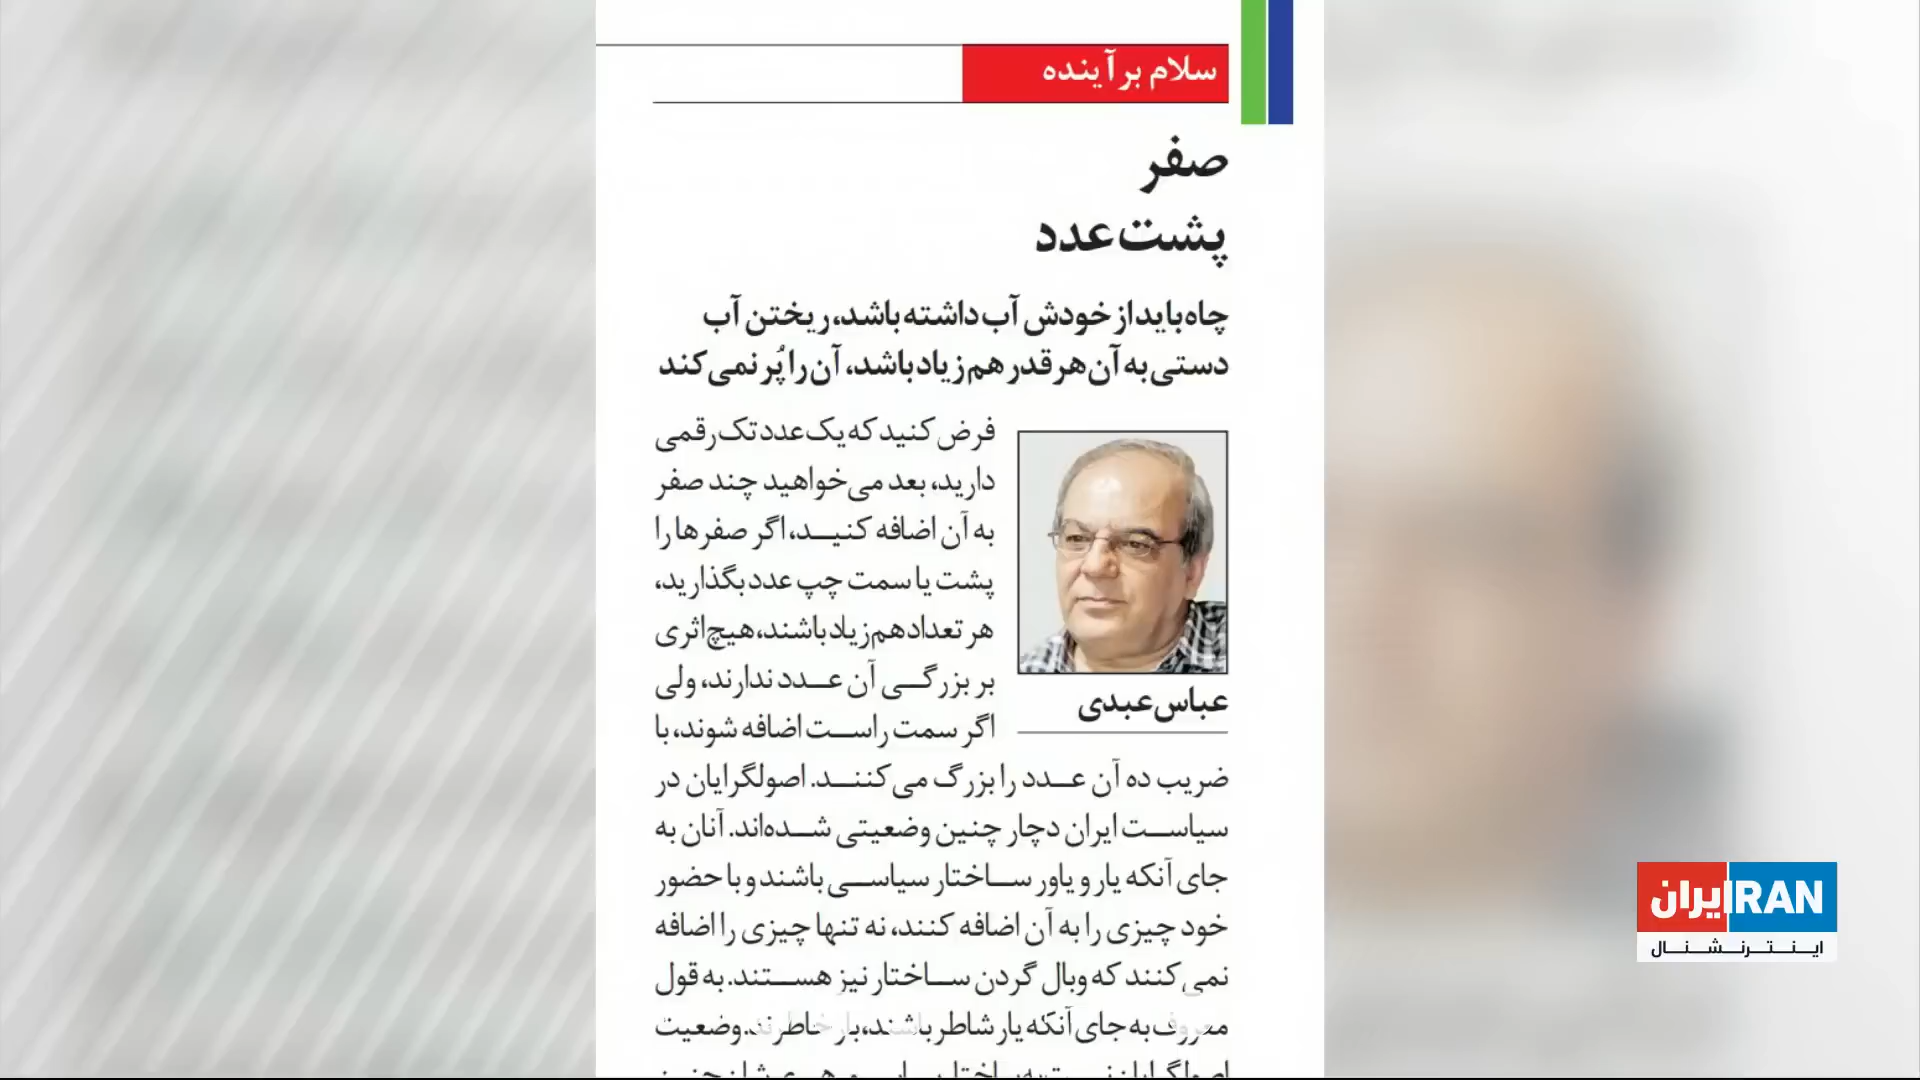 سلام بر آینده
صفر
پشت عدد
چاه باید از خودش آب داشته باشد، ریختن آب
دستی به آن هر قدر هم زیاد باشد، آن را پُر نمی‌کند
فرض کنید که یک عدد تک رقمی
دارید، بعد می‌خواهید چند صفر
به آن اضافه کنید، اگر صفرها را
پشت یا سمت چپ عدد بگذارید،
هر تعداد هم زیاد باشند، هیچ اثری
بر بزرگی آن عدد ندارند، ولی
اگر سمت راست اضافه شوند، با
عباس عبدی
ضریب ده آن عدد را بزرگ می‌کنند. اصولگرایان در
سیاست ایران دچار چنین وضعیتی شده‌اند. آنان به
جای آنکه یار و یاور ساختار سیاسی باشند و با حضور
خود چیزی را به آن اضافه کنند، نه تنها چیزی را اضافه
نمی‌کنند که وبال گردن ساختار نیز هستند. به قول
معروف به جای آنکه یار شاطر باشند، بار خاطرند. وضعیت
ایران IRAN
اینترنشنال